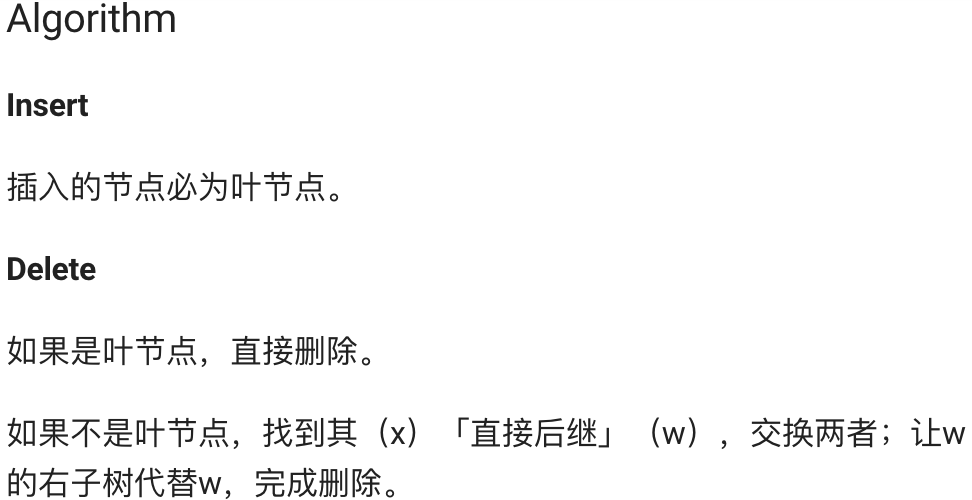 Algorithm
Insert
插入的节点必为叶节点。
Delete
如果是叶节点，直接删除。
如果不是叶节点，找到其（x）「直接后继」（w），交换两者；让w
的右子树代替w，完成删除。